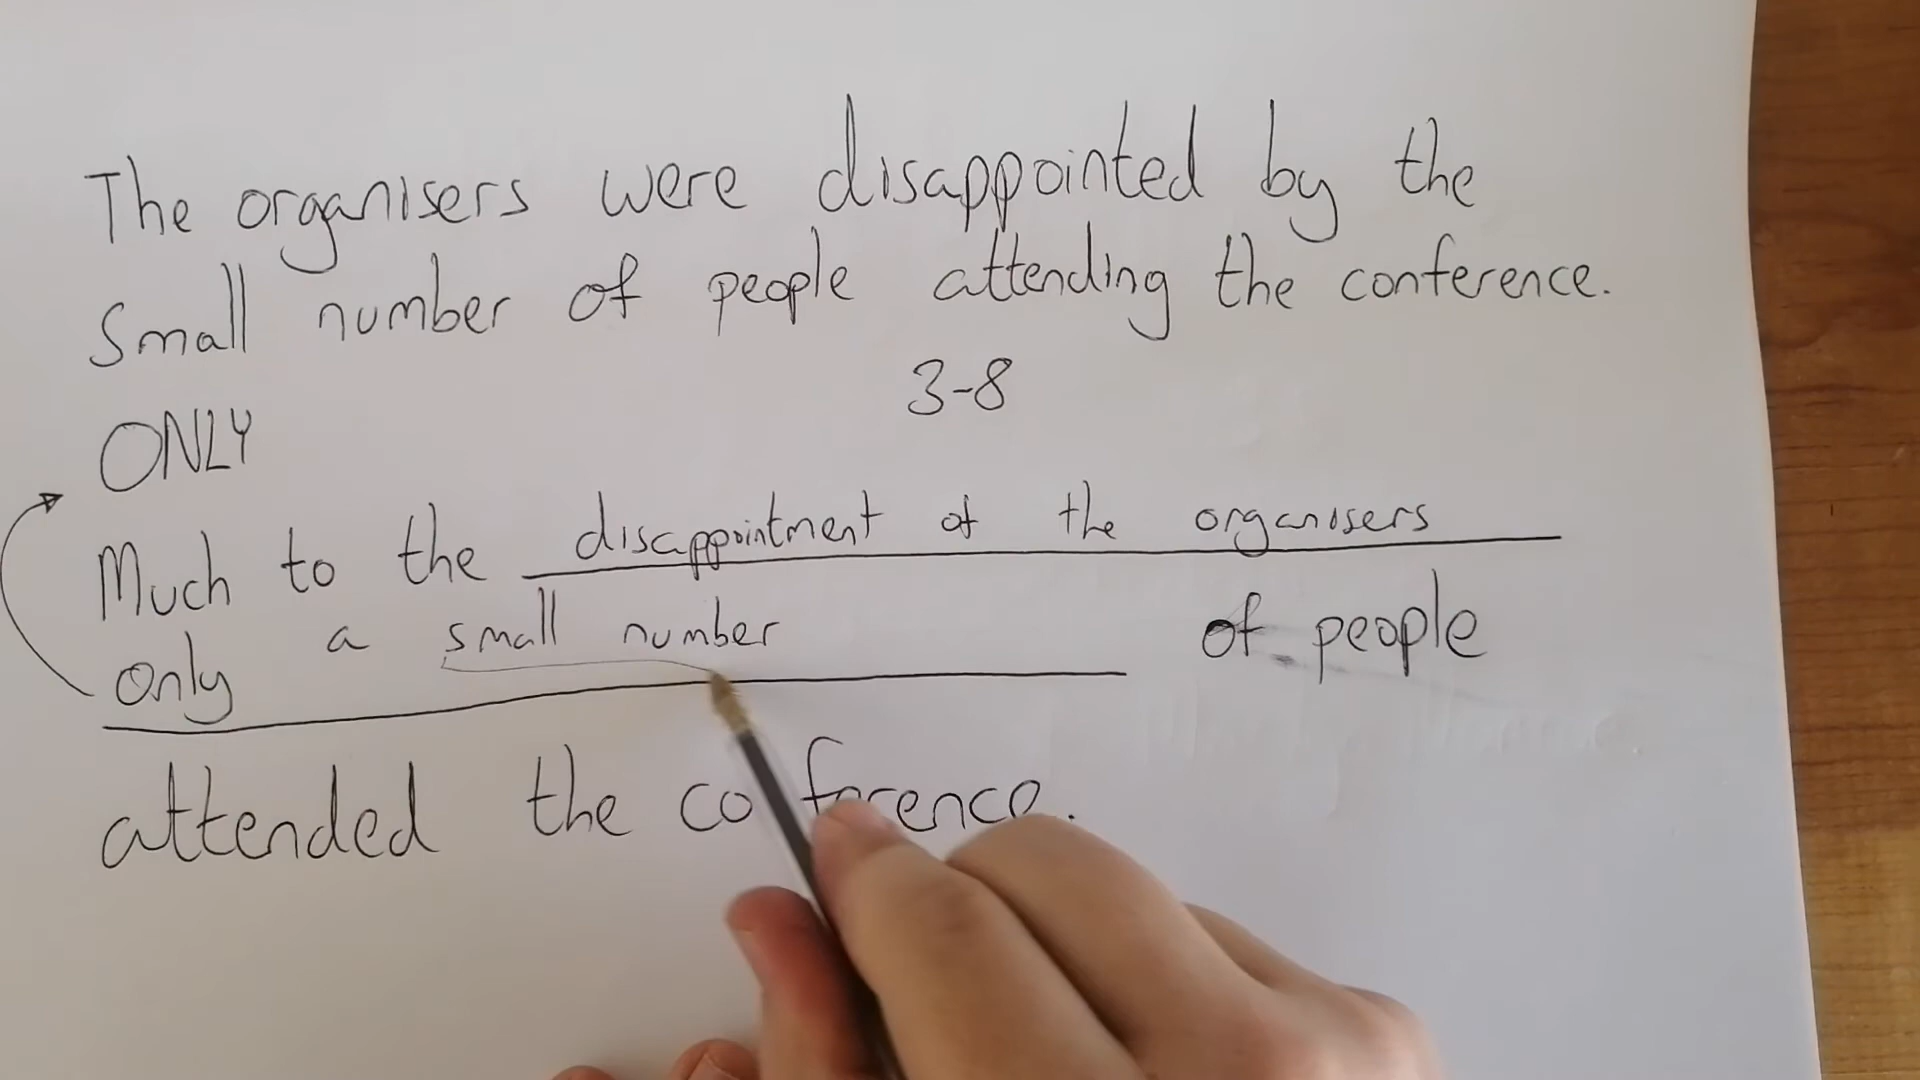 The organisers were disappointed by the
Small number of people attending the conference.
3-8
ONLY
Much to the disappointment of the organisers
only a small number of people
attended the